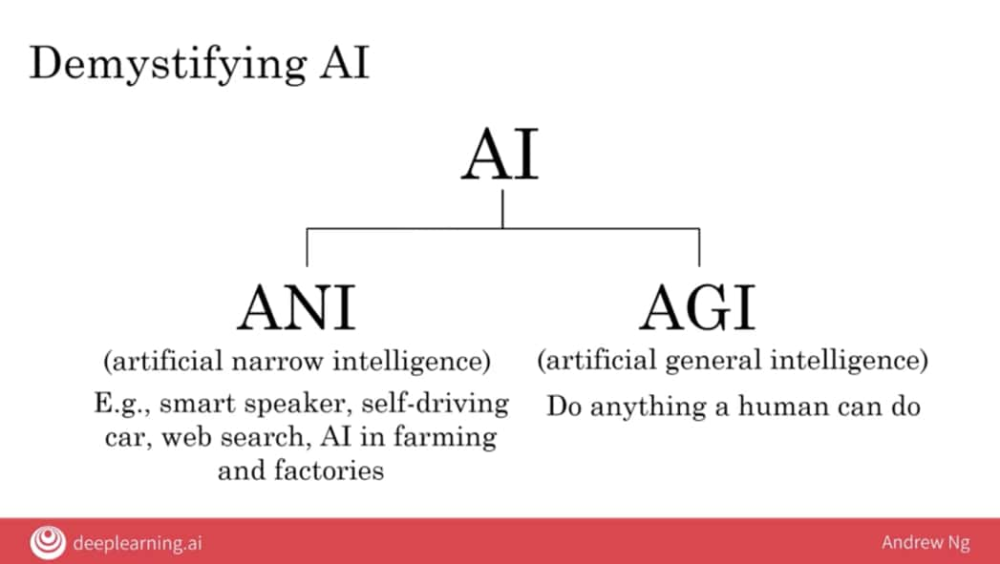 Demystifying AI
AI
ANI
(artificial narrow intelligence)
E.g., smart speaker, self-driving
car, web search, AI in farming
and factories
AGI
(artificial general intelligence)
Do anything a human can do
deeplearning.ai
Andrew Ng